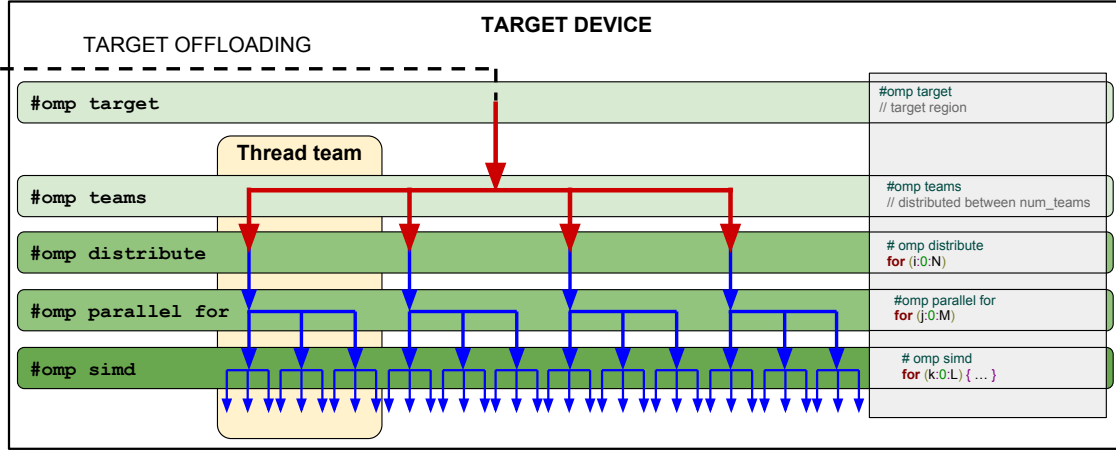 TARGET DEVICE
TARGET OFFLOADING
#omp target
#omp target
// target region
Thread team
#omp teams
#omp teams
// distributed between num_teams
#omp distribute
# omp distribute
for (i:0:N)
#omp parallel for
#omp parallel for
for (j:0:M)
#omp simd
# omp simd
for (k:0:L) { ... }